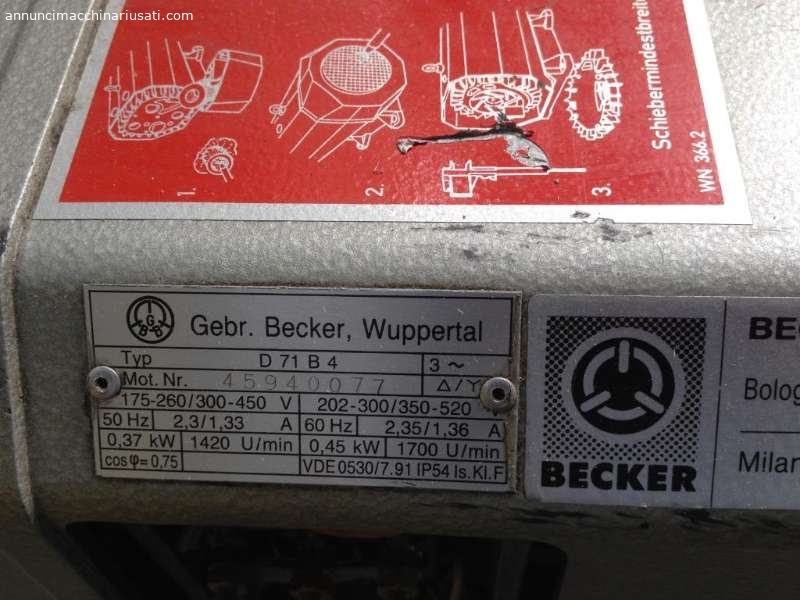 annuncimacchinariusati.com
1.
2.
3.
Schiebermindestbreit
WN 366.2
G
B B
Gebr. Becker, Wuppertal
Typ D 71 B 4 3 ~
Mot. Nr. 45940077 Δ/Y
175-260/300-450 V 202-300/350-520
50 Hz 2,3/1,33 A 60 Hz 2,35/1,36 A
0,37 kW 1420 U/min 0,45 kW 1700 U/min
cos φ = 0,75 VDE 0530/7.91 IP54 Is.Kl.F
BECKER
BE
Bolog
Milan